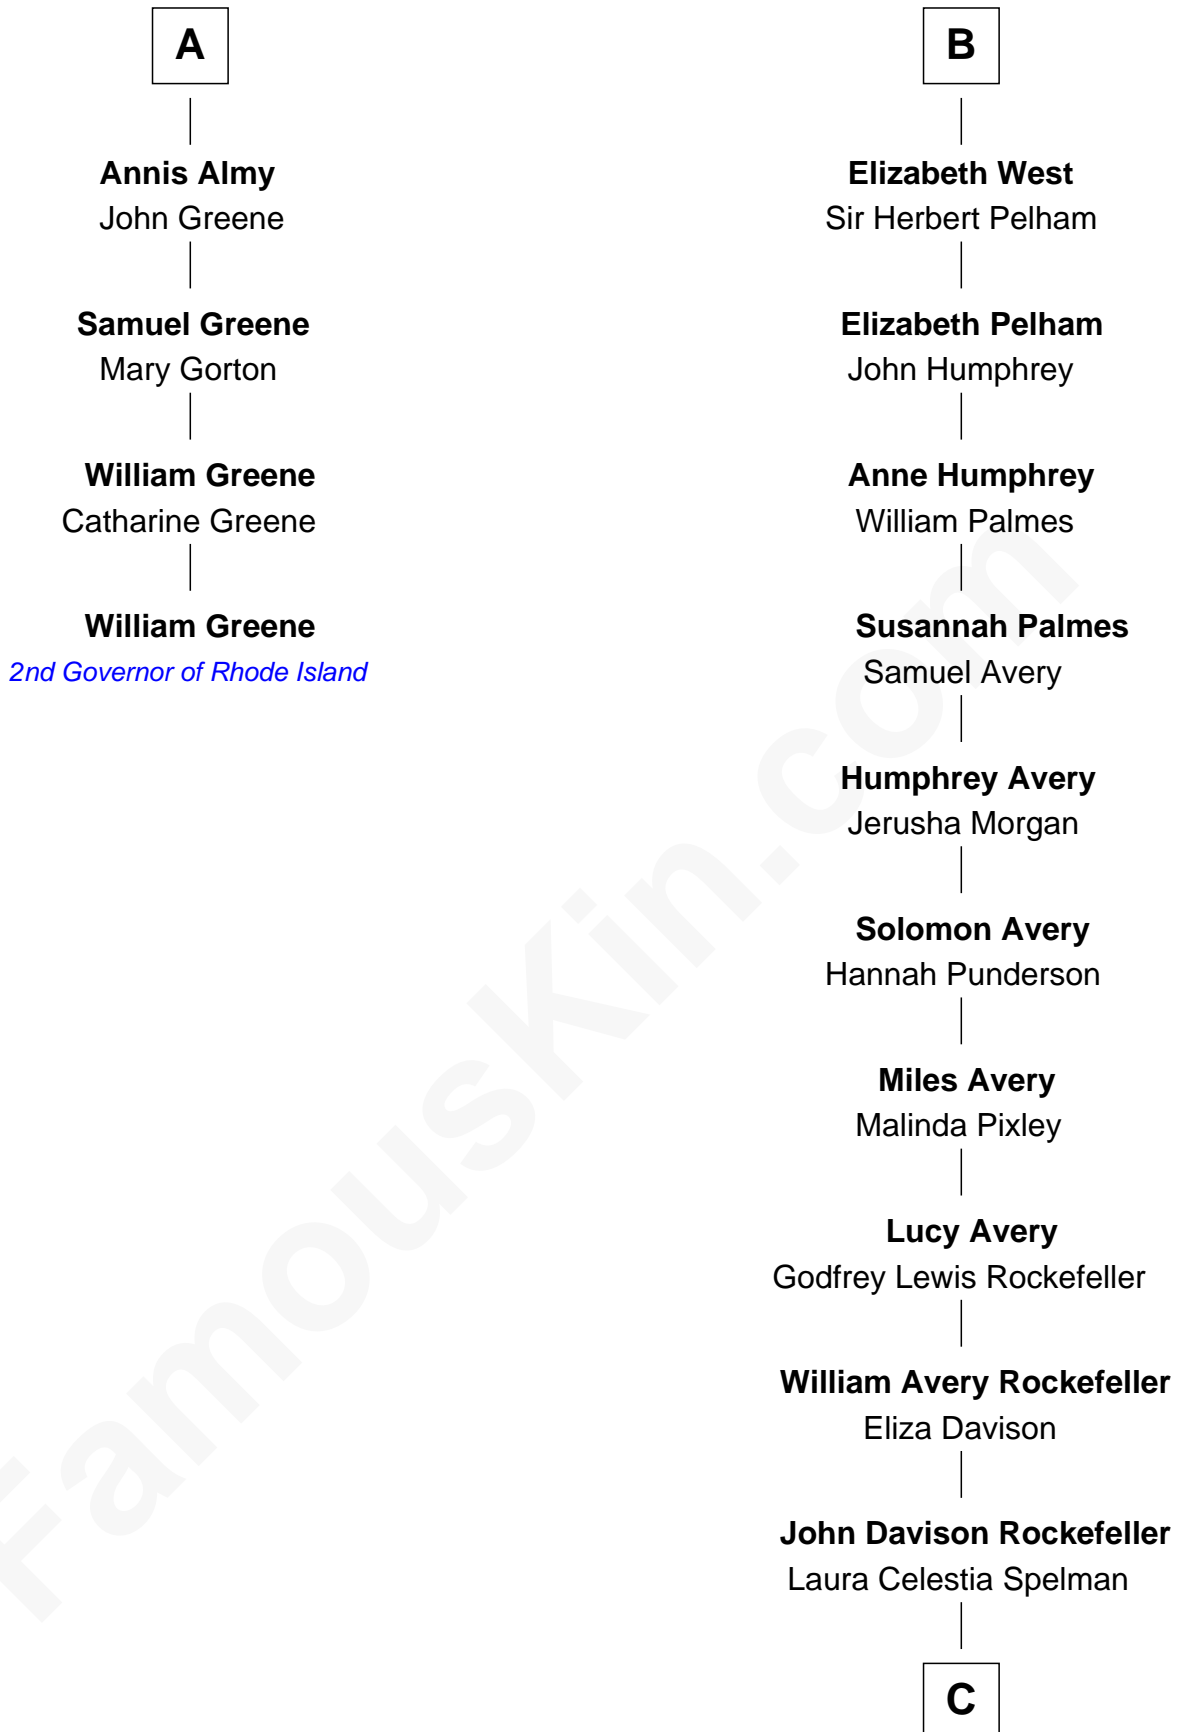 A
Annis Almy
John Greene
Samuel Greene
Mary Gorton
William Greene
Catharine Greene
William Greene
2nd Governor of Rhode Island
B
Elizabeth West
Sir Herbert Pelham
Elizabeth Pelham
John Humphrey
Anne Humphrey
William Palmes
Susannah Palmes
Samuel Avery
Humphrey Avery
Jerusha Morgan
Solomon Avery
Hannah Punderson
Miles Avery
Malinda Pixley
Lucy Avery
Godfrey Lewis Rockefeller
William Avery Rockefeller
Eliza Davison
John Davison Rockefeller
Laura Celestia Spelman
C
FamousKin.com